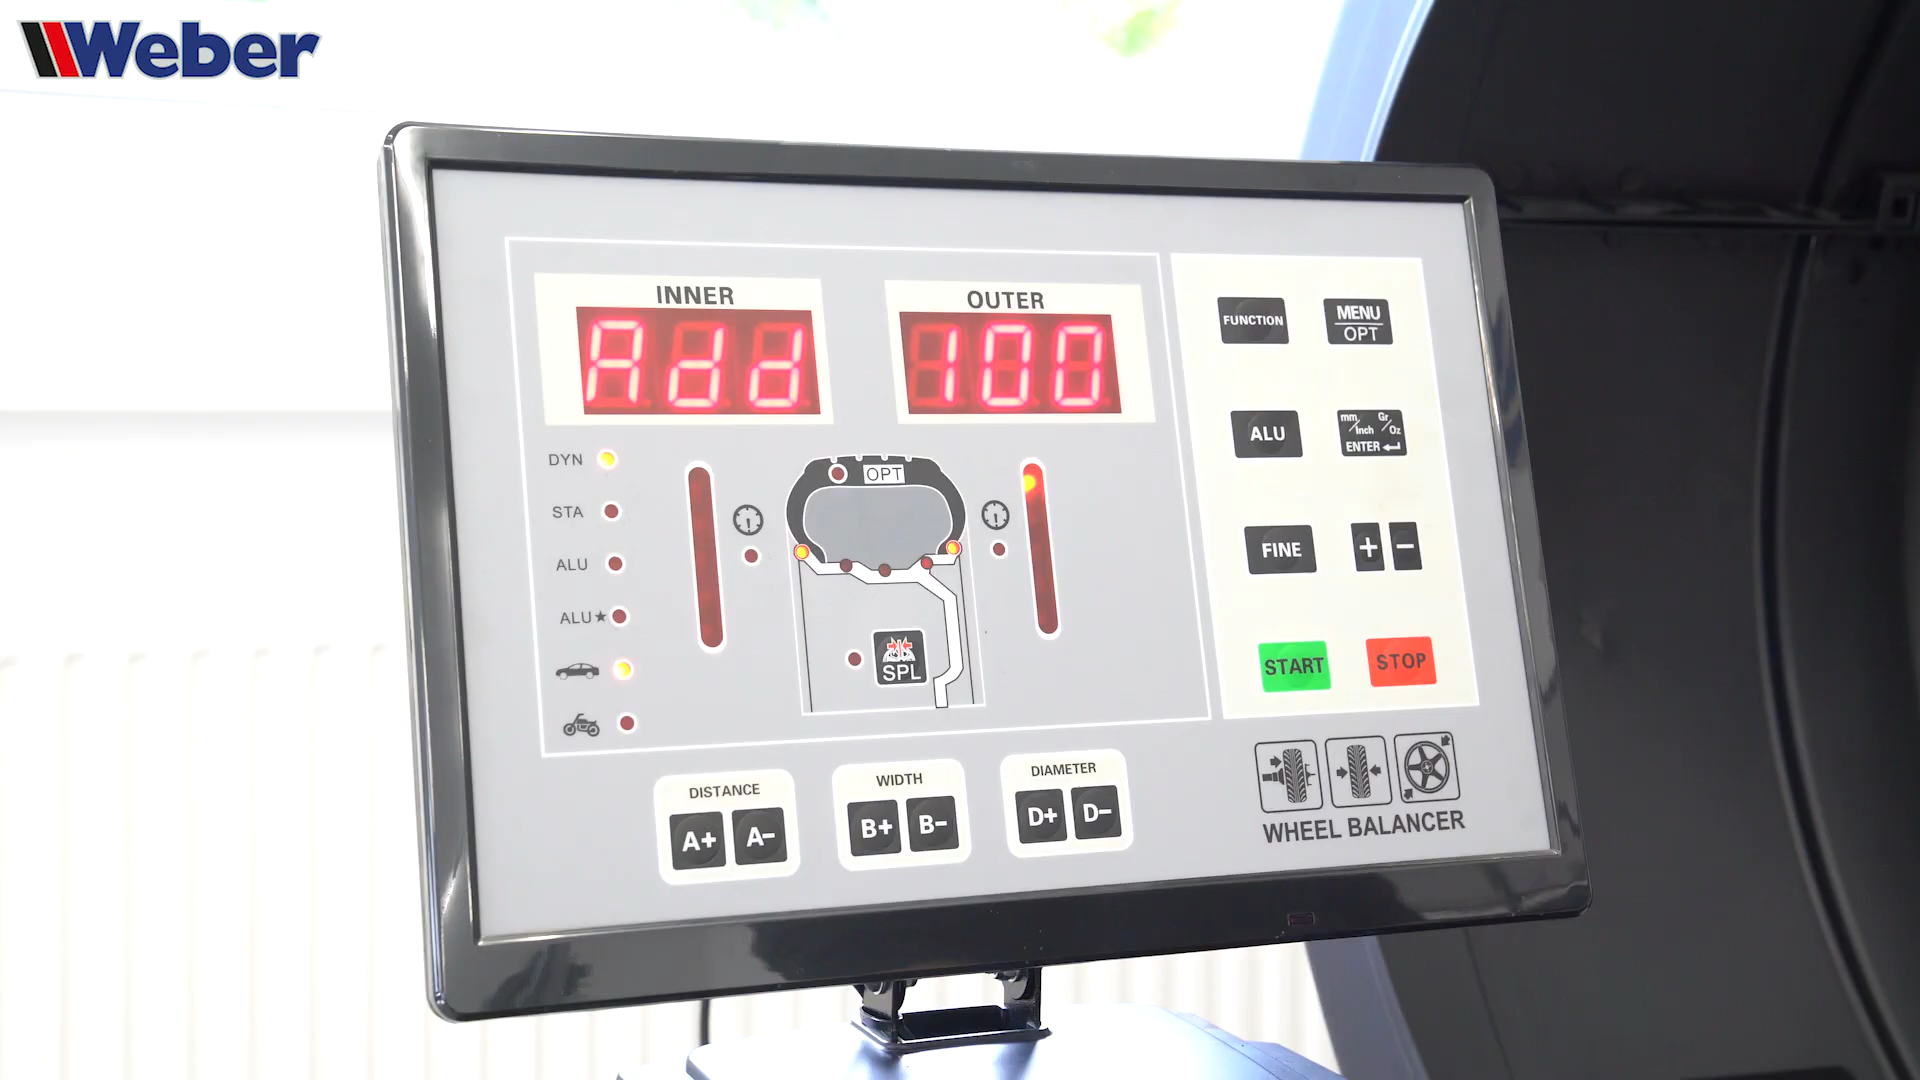 Weber
INNER
OUTER
Add
100
FUNCTION
MENU
OPT
DYN
STA
ALU
ALU★
OPT
SPL
ALU
mm/Inch Gr/Oz
ENTER
FINE
+ −
START
STOP
DISTANCE
A+ A−
WIDTH
B+ B−
DIAMETER
D+ D−
WHEEL BALANCER